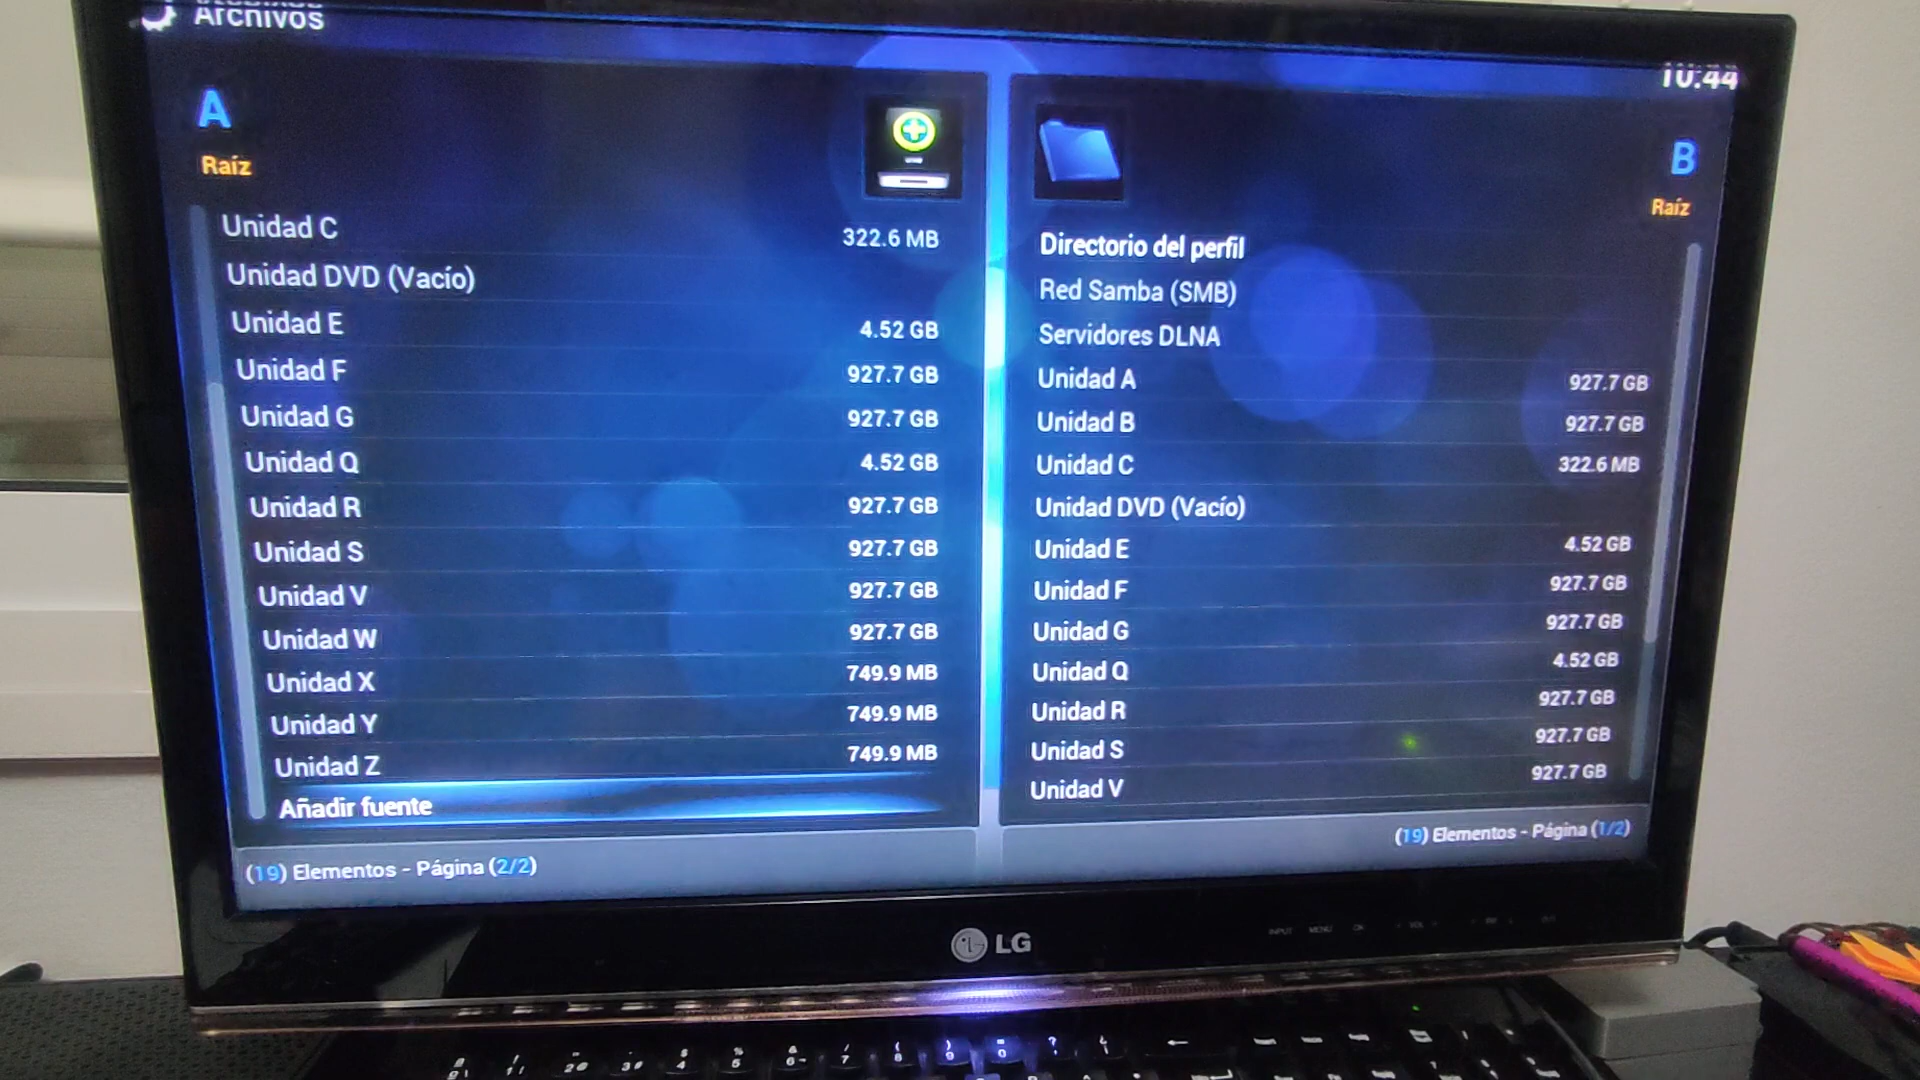 Archivos
10:44
A
Raíz
Unidad C 322.6 MB
Unidad DVD (Vacío)
Unidad E 4.52 GB
Unidad F 927.7 GB
Unidad G 927.7 GB
Unidad Q 4.52 GB
Unidad R 927.7 GB
Unidad S 927.7 GB
Unidad V 927.7 GB
Unidad W 927.7 GB
Unidad X 749.9 MB
Unidad Y 749.9 MB
Unidad Z 749.9 MB
Añadir fuente
(19) Elementos - Página (2/2)
B
Raíz
Directorio del perfil
Red Samba (SMB)
Servidores DLNA
Unidad A 927.7 GB
Unidad B 927.7 GB
Unidad C 322.6 MB
Unidad DVD (Vacío)
Unidad E 4.52 GB
Unidad F 927.7 GB
Unidad G 927.7 GB
Unidad Q 4.52 GB
Unidad R 927.7 GB
Unidad S 927.7 GB
Unidad V 927.7 GB
(19) Elementos - Página (1/2)
LG
INPUT MENU OK VOL